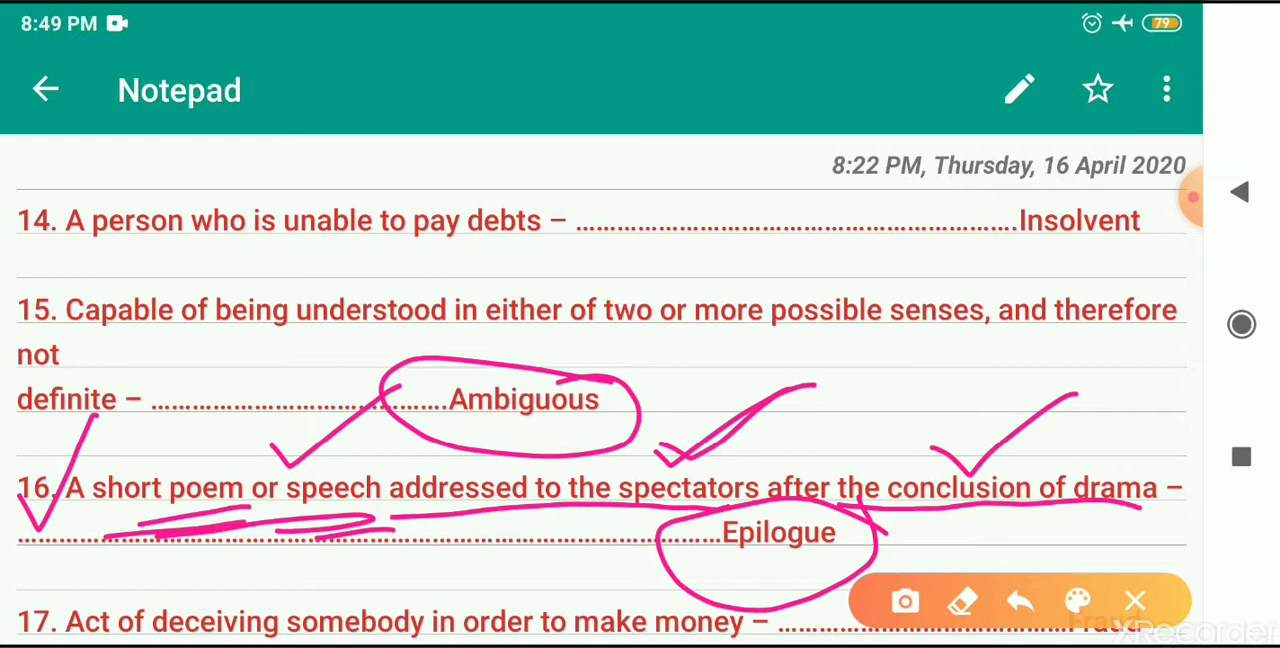 8:49 PM
79
Notepad
8:22 PM, Thursday, 16 April 2020
14. A person who is unable to pay debts – ……………………………………………………….Insolvent
15. Capable of being understood in either of two or more possible senses, and therefore
not
definite – …………………………………….Ambiguous
16. A short poem or speech addressed to the spectators after the conclusion of drama –
…………………………………………………………………………………………Epilogue
17. Act of deceiving somebody in order to make money – ……………………………………Fraud
XRecorder